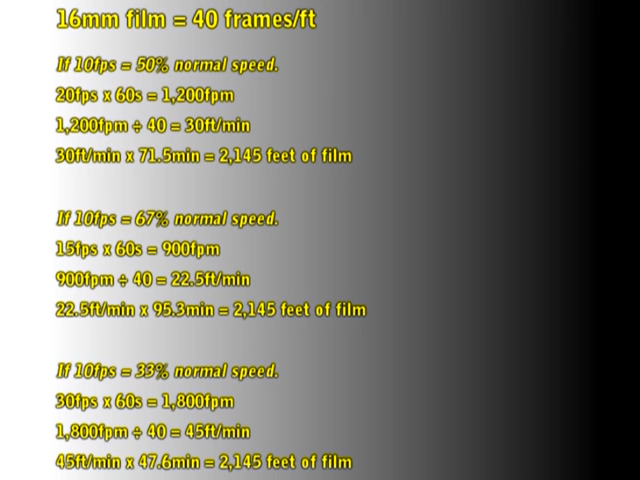 16mm film = 40 frames/ft
If 10fps = 50% normal speed.
20fps x 60s = 1,200fpm
1,200fpm ÷ 40 = 30ft/min
30ft/min x 71.5min = 2,145 feet of film
If 10fps = 67% normal speed.
15fps x 60s = 900fpm
900fpm ÷ 40 = 22.5ft/min
22.5ft/min x 95.3min = 2,145 feet of film
If 10fps = 33% normal speed.
30fps x 60s = 1,800fpm
1,800fpm ÷ 40 = 45ft/min
45ft/min x 47.6min = 2,145 feet of film